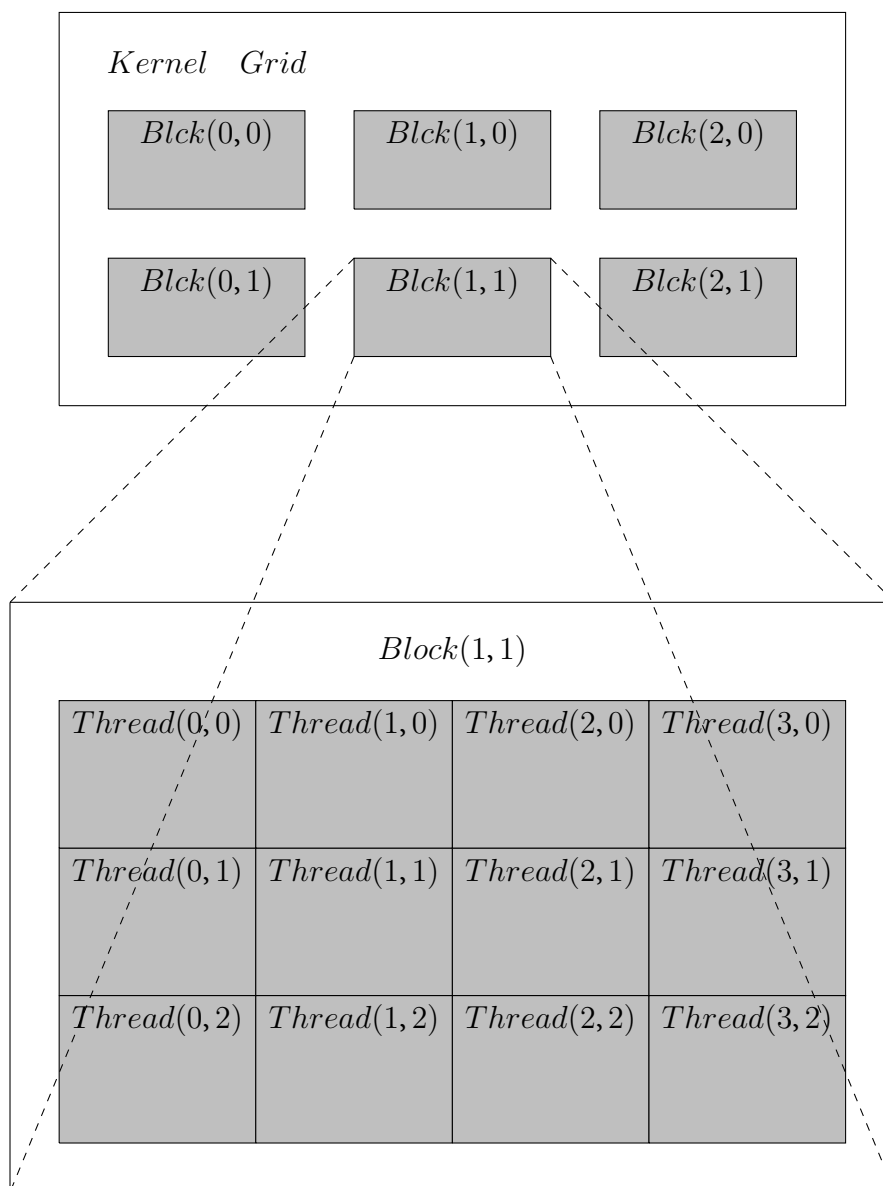 Kernel Grid
Blck(0, 0) Blck(1, 0) Blck(2, 0)
Blck(0, 1) Blck(1, 1) Blck(2, 1)
Block(1, 1)
Thread(0, 0) Thread(1, 0) Thread(2, 0) Thread(3, 0)
Thread(0, 1) Thread(1, 1) Thread(2, 1) Thread(3, 1)
Thread(0, 2) Thread(1, 2) Thread(2, 2) Thread(3, 2)